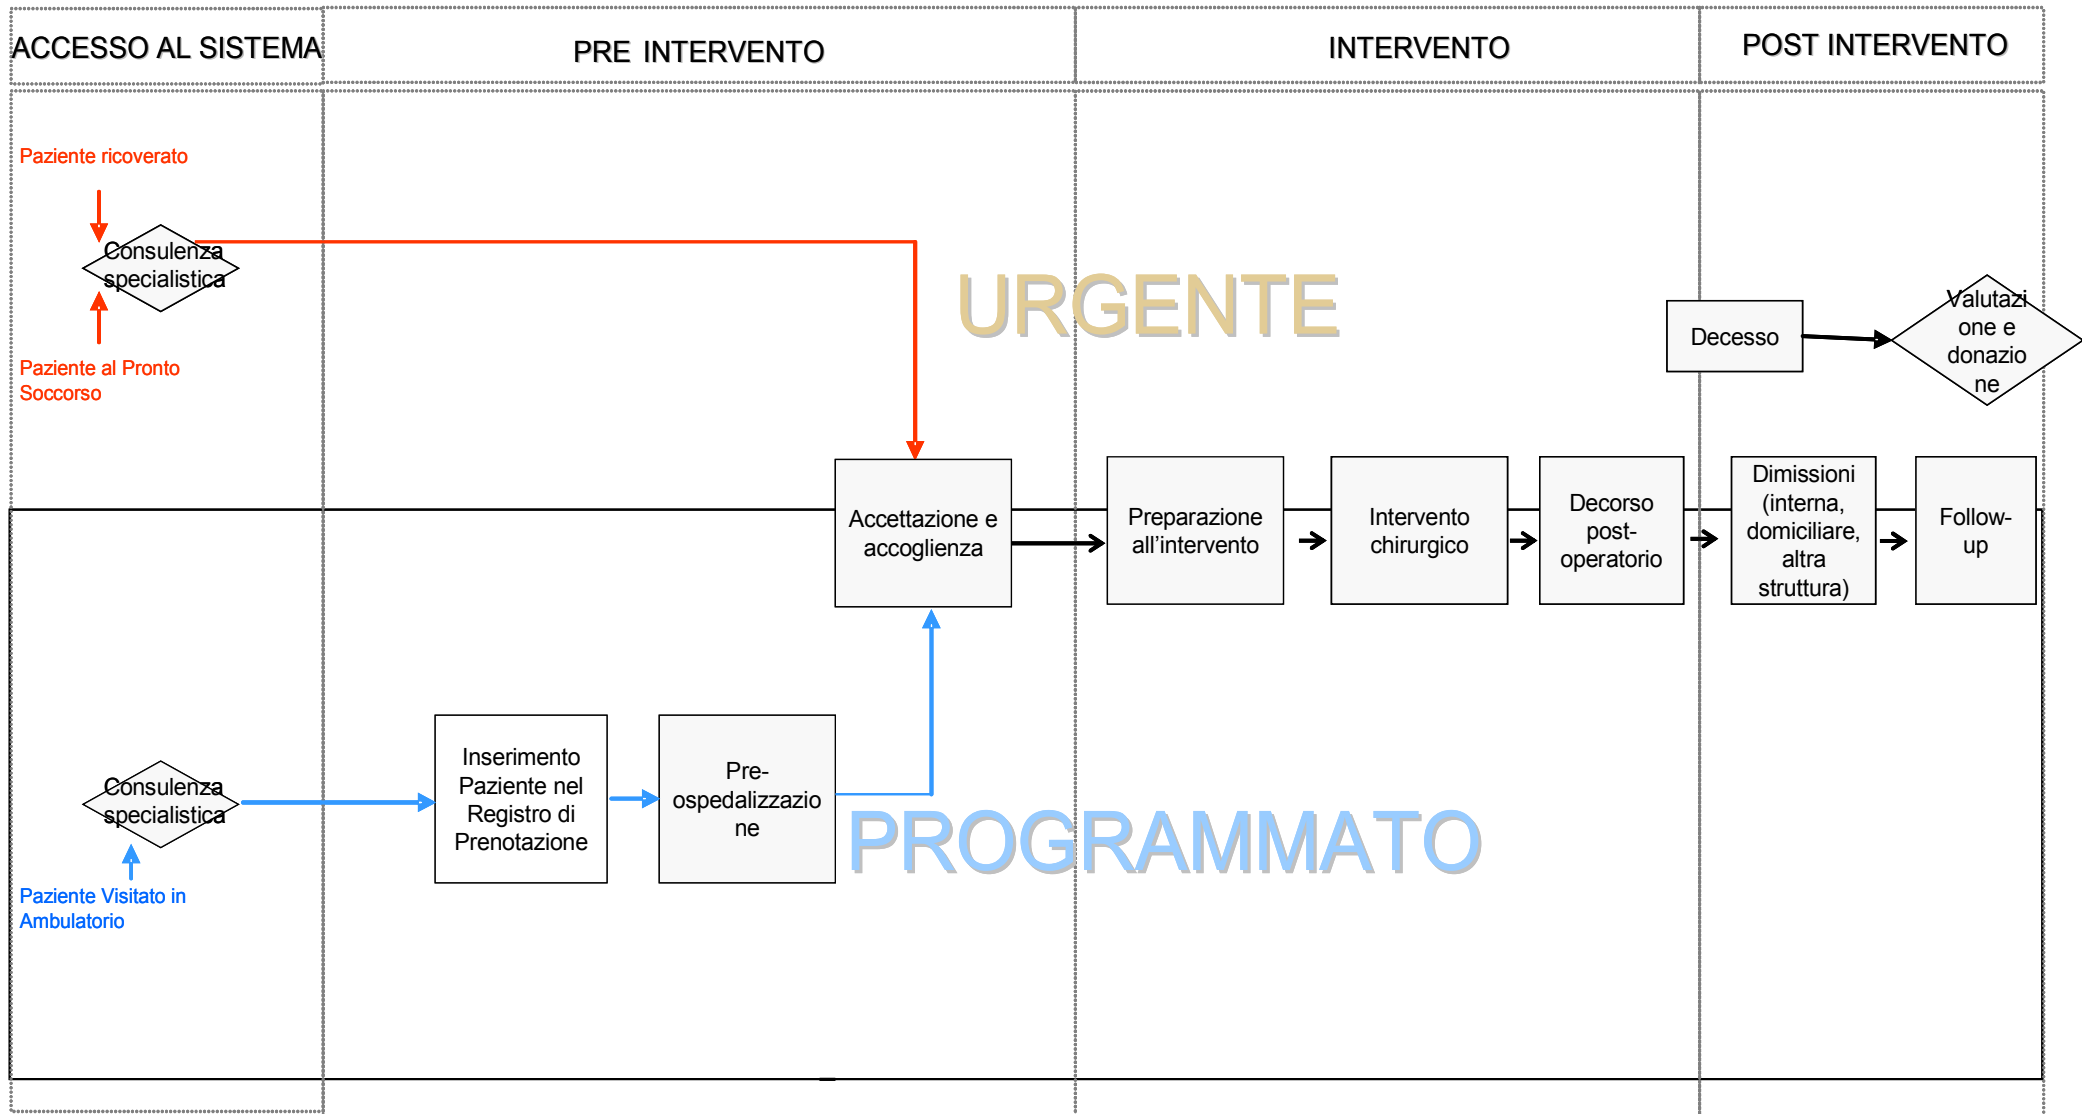 ACCESSO AL SISTEMA
PRE INTERVENTO
INTERVENTO
POST INTERVENTO
Paziente ricoverato
Consulenza
specialistica
Paziente al Pronto
Soccorso
URGENTE
Decesso
Valutazi
one e
donazio
ne
Accettazione e
accoglienza
Preparazione
all’intervento
Intervento
chirurgico
Decorso
post-
operatorio
Dimissioni
(interna,
domiciliare,
altra
struttura)
Follow-
up
Consulenza
specialistica
Paziente Visitato in
Ambulatorio
Inserimento
Paziente nel
Registro di
Prenotazione
Pre-
ospedalizzazio
ne
PROGRAMMATO